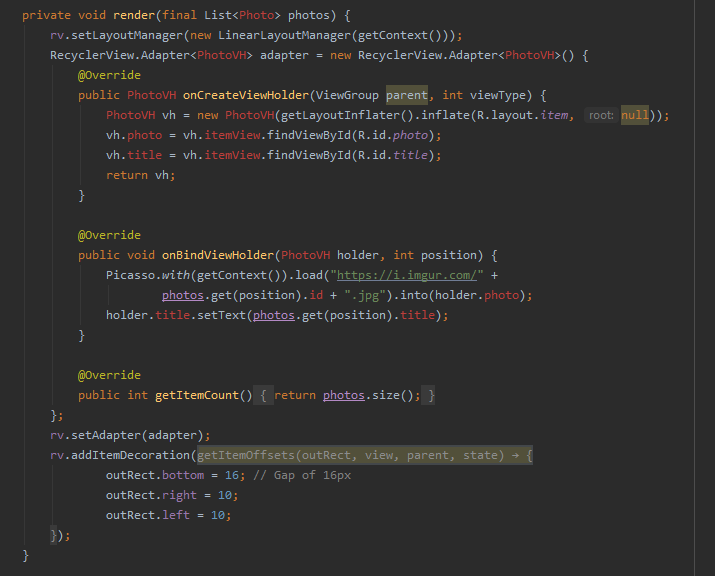 private void render(final List<Photo> photos) {
rv.setLayoutManager(new LinearLayoutManager(getContext()));
RecyclerView.Adapter<PhotoVH> adapter = new RecyclerView.Adapter<PhotoVH>() {
@Override
public PhotoVH onCreateViewHolder(ViewGroup parent, int viewType) {
PhotoVH vh = new PhotoVH(getLayoutInflater().inflate(R.layout.item, root: null));
vh.photo = vh.itemView.findViewById(R.id.photo);
vh.title = vh.itemView.findViewById(R.id.title);
return vh;
}
@Override
public void onBindViewHolder(PhotoVH holder, int position) {
Picasso.with(getContext()).load("https://i.imgur.com/" +
photos.get(position).id + ".jpg").into(holder.photo);
holder.title.setText(photos.get(position).title);
}
@Override
public int getItemCount() { return photos.size(); }
};
rv.setAdapter(adapter);
rv.addItemDecoration(getItemOffsets(outRect, view, parent, state) → {
outRect.bottom = 16; // Gap of 16px
outRect.right = 10;
outRect.left = 10;
});
}